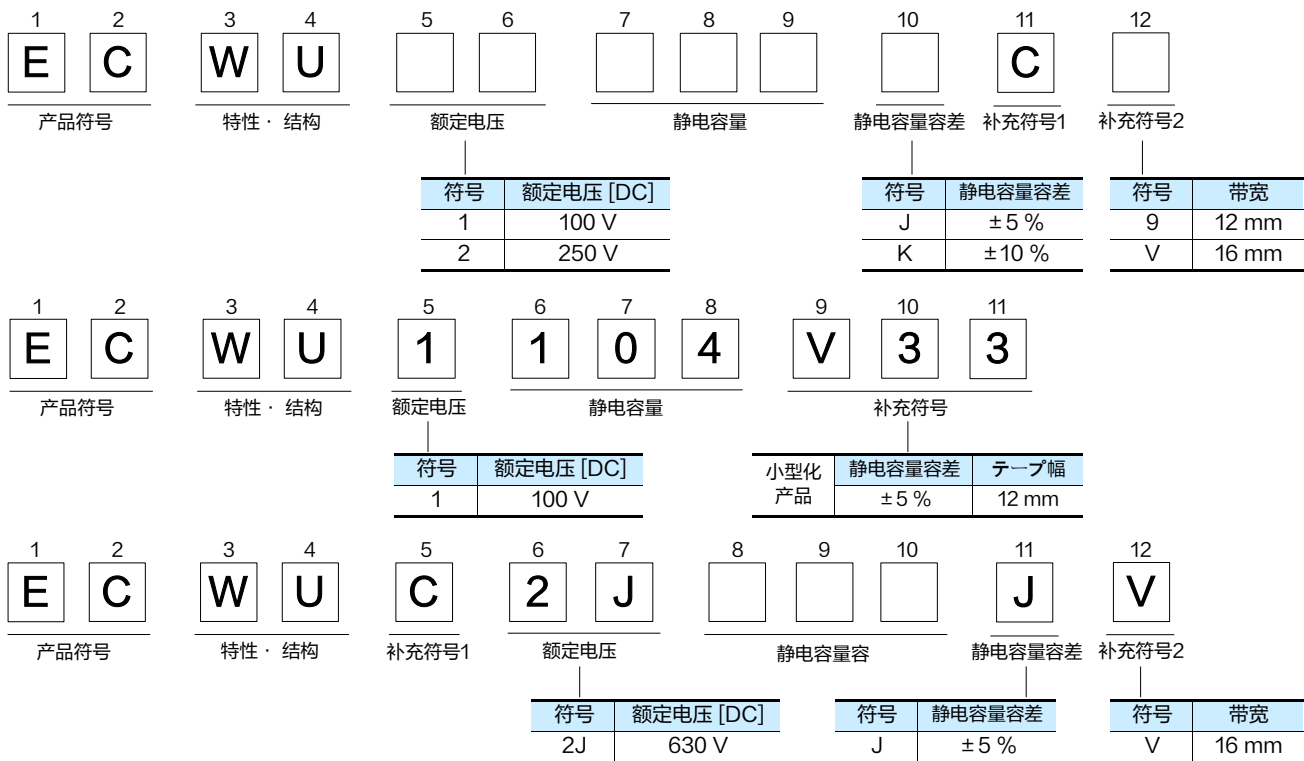 1 2 3 4 5 6 7 8 9 10 11 12
E C W U C
产品符号 特性・结构 额定电压 静电容量 静电容量容差 补充符号1 补充符号2
符号 额定电压 [DC] 符号 静电容量容差 符号 带宽
1 100 V J ±5 % 9 12 mm
2 250 V K ±10 % V 16 mm
1 2 3 4 5 6 7 8 9 10 11
E C W U 1 1 0 4 V 3 3
产品符号 特性・结构 额定电压 静电容量 补充符号
符号 额定电压 [DC] 小型化 静电容量容差 テープ幅
1 100 V 产品 ±5 % 12 mm
1 2 3 4 5 6 7 8 9 10 11 12
E C W U C 2 J J V
产品符号 特性・结构 补充符号1 额定电压 静电容量容 静电容量容差 补充符号2
符号 额定电压 [DC] 符号 静电容量容差 符号 带宽
2J 630 V J ±5 % V 16 mm